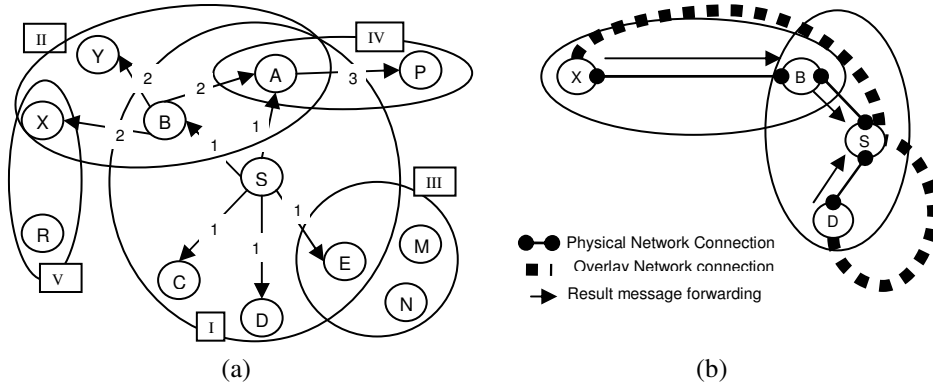 II
IV
Y
2
A
3
P
2
X
2
B
1
1
S
III
1
R
1
1
M
E
V
C
N
I
D
(a)
X
B
S
D
Physical Network Connection
Overlay Network connection
Result message forwarding
(b)